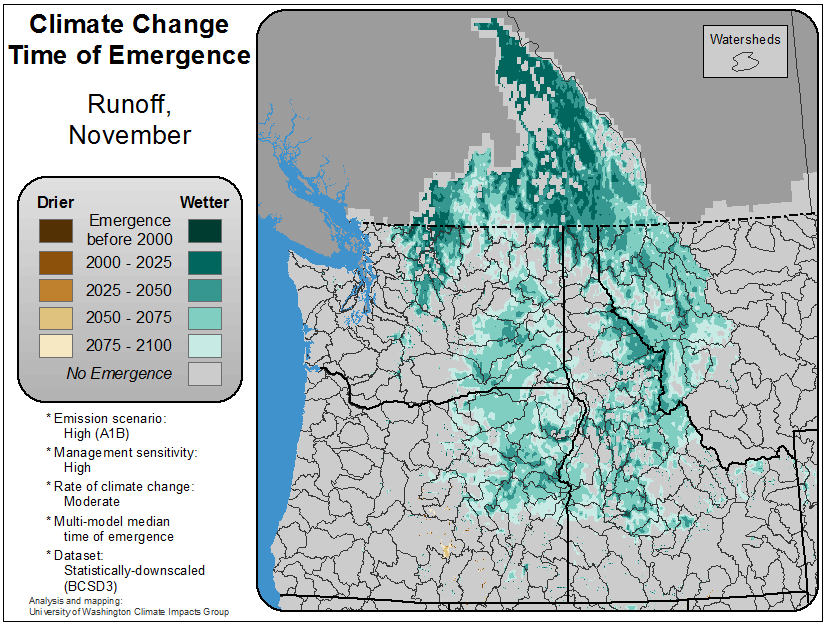 Climate Change
Time of Emergence
Runoff,
November
Drier Wetter
Emergence
before 2000
2000 - 2025
2025 - 2050
2050 - 2075
2075 - 2100
No Emergence
* Emission scenario:
High (A1B)
* Management sensitivity:
High
* Rate of climate change:
Moderate
* Multi-model median
time of emergence
* Dataset:
Statistically-downscaled
(BCSD3)
Analysis and mapping:
University of Washington Climate Impacts Group
Watersheds